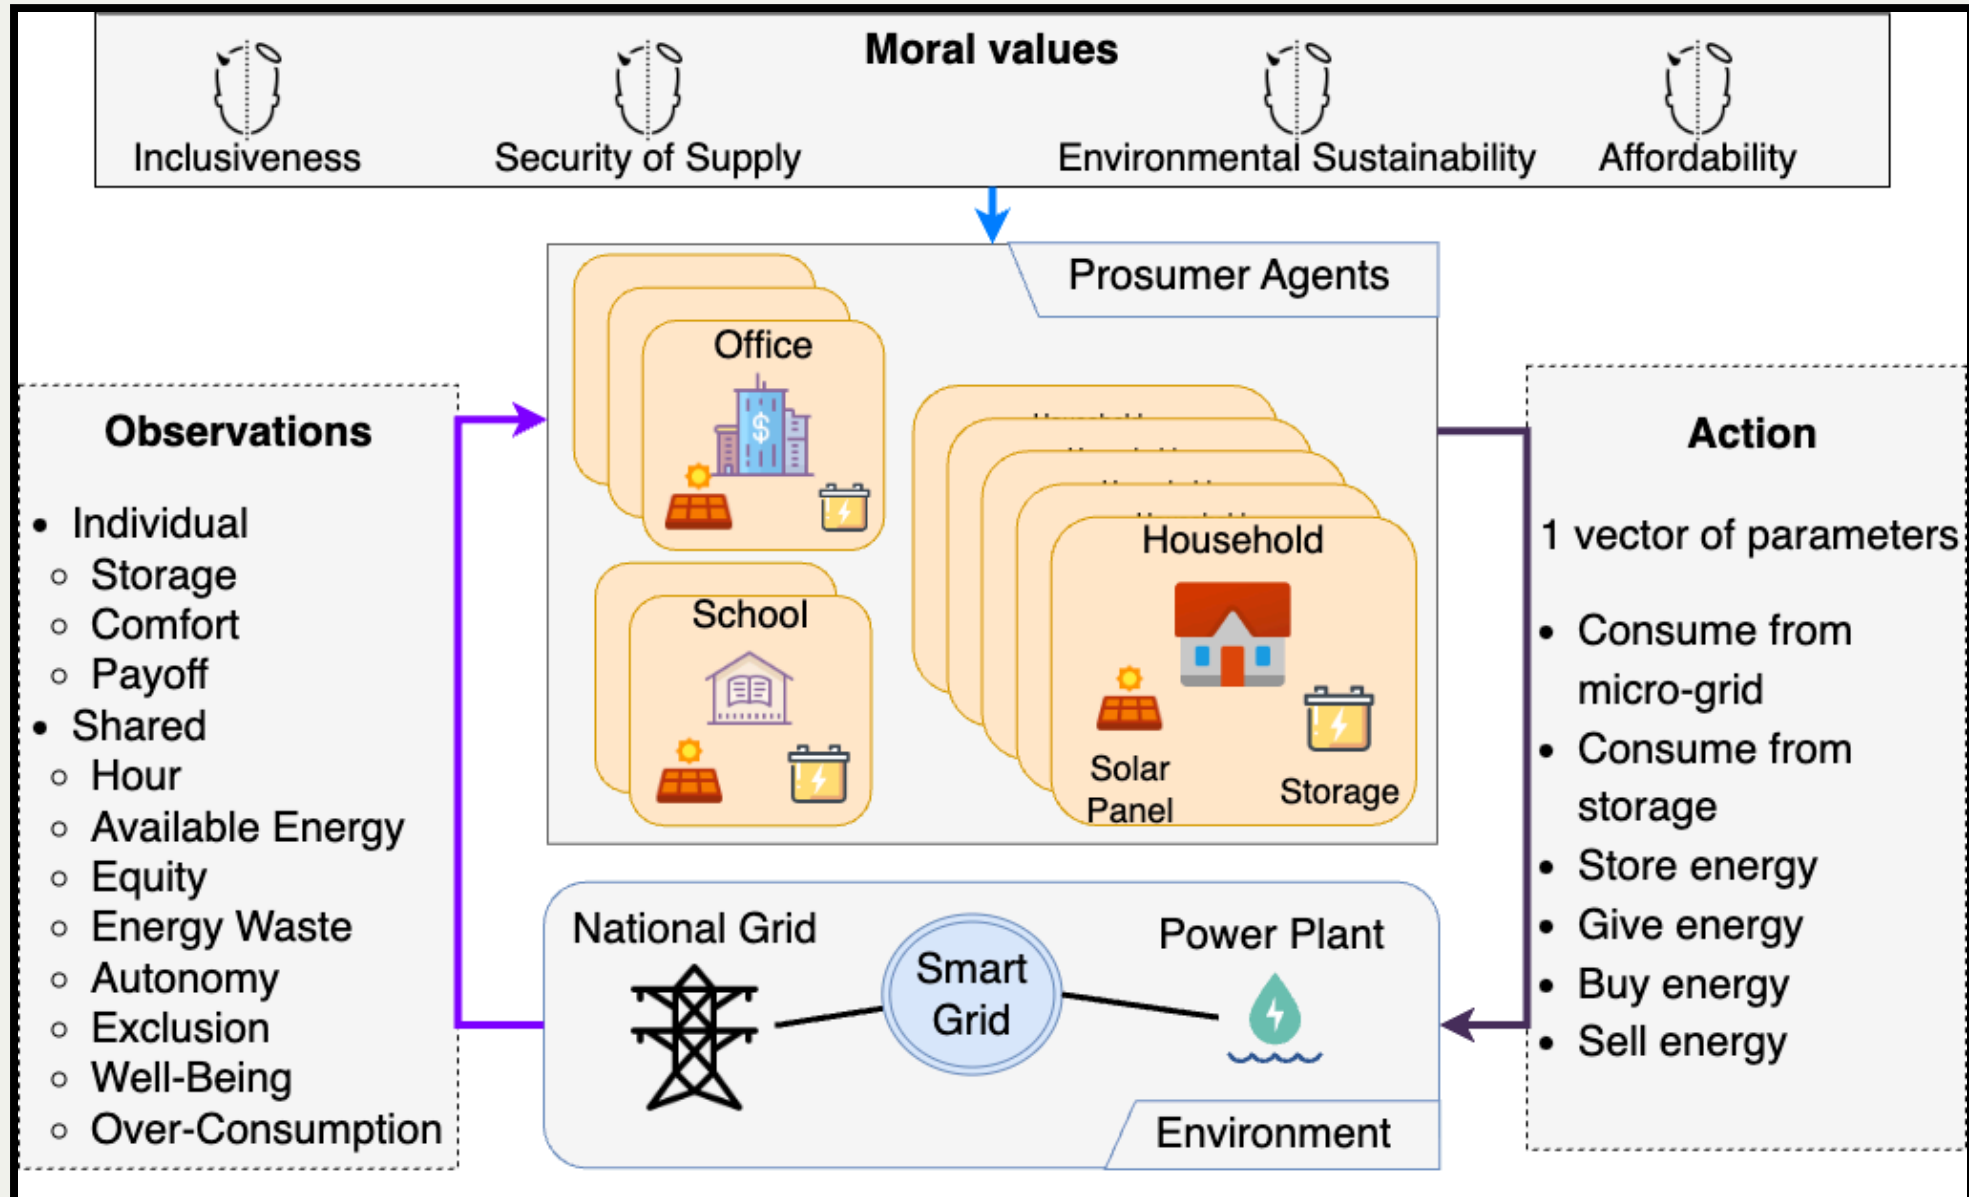 Moral values
Inclusiveness
Security of Supply
Environmental Sustainability
Affordability
Prosumer Agents
Office
$
School
Household
Solar
Panel
Storage
Observations
• Individual
○ Storage
○ Comfort
○ Payoff
• Shared
○ Hour
○ Available Energy
○ Equity
○ Energy Waste
○ Autonomy
○ Exclusion
○ Well-Being
○ Over-Consumption
Action
1 vector of parameters
• Consume from
micro-grid
• Consume from
storage
• Store energy
• Give energy
• Buy energy
• Sell energy
National Grid
Smart
Grid
Power Plant
Environment